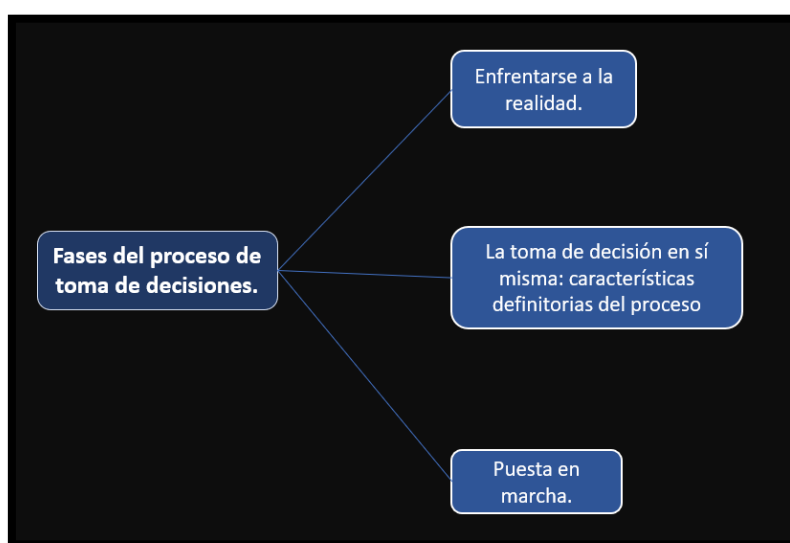 Enfrentarse a la
realidad.
Fases del proceso de
toma de decisiones.
La toma de decisión en sí
misma: características
definitorias del proceso
Puesta en
marcha.